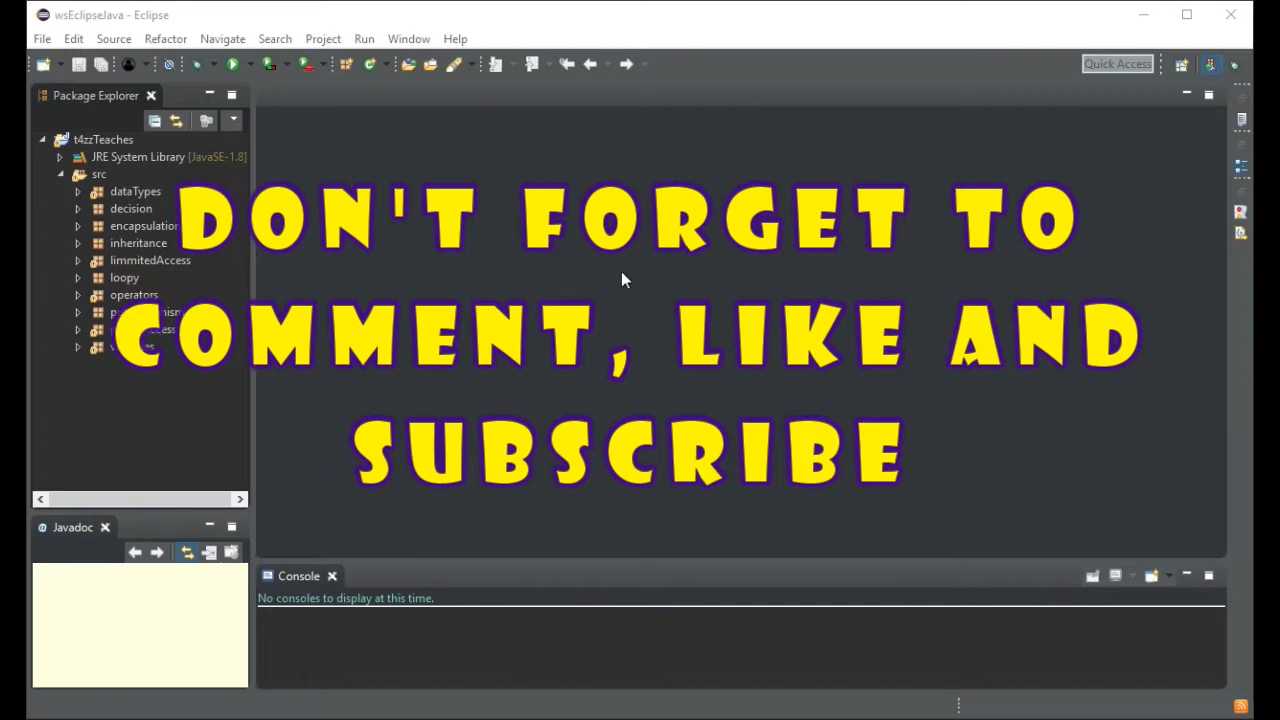 wsEclipseJava - Eclipse
File Edit Source Refactor Navigate Search Project Run Window Help
Quick Access
Package Explorer
t4zzTeaches
JRE System Library [JavaSE-1.8]
src
dataTypes
decision
encapsulation
inheritance
limmitedAccess
loopy
operators
DON'T FORGET TO
COMMENT, LIKE AND
SUBSCRIBE
Javadoc
Console
No consoles to display at this time.